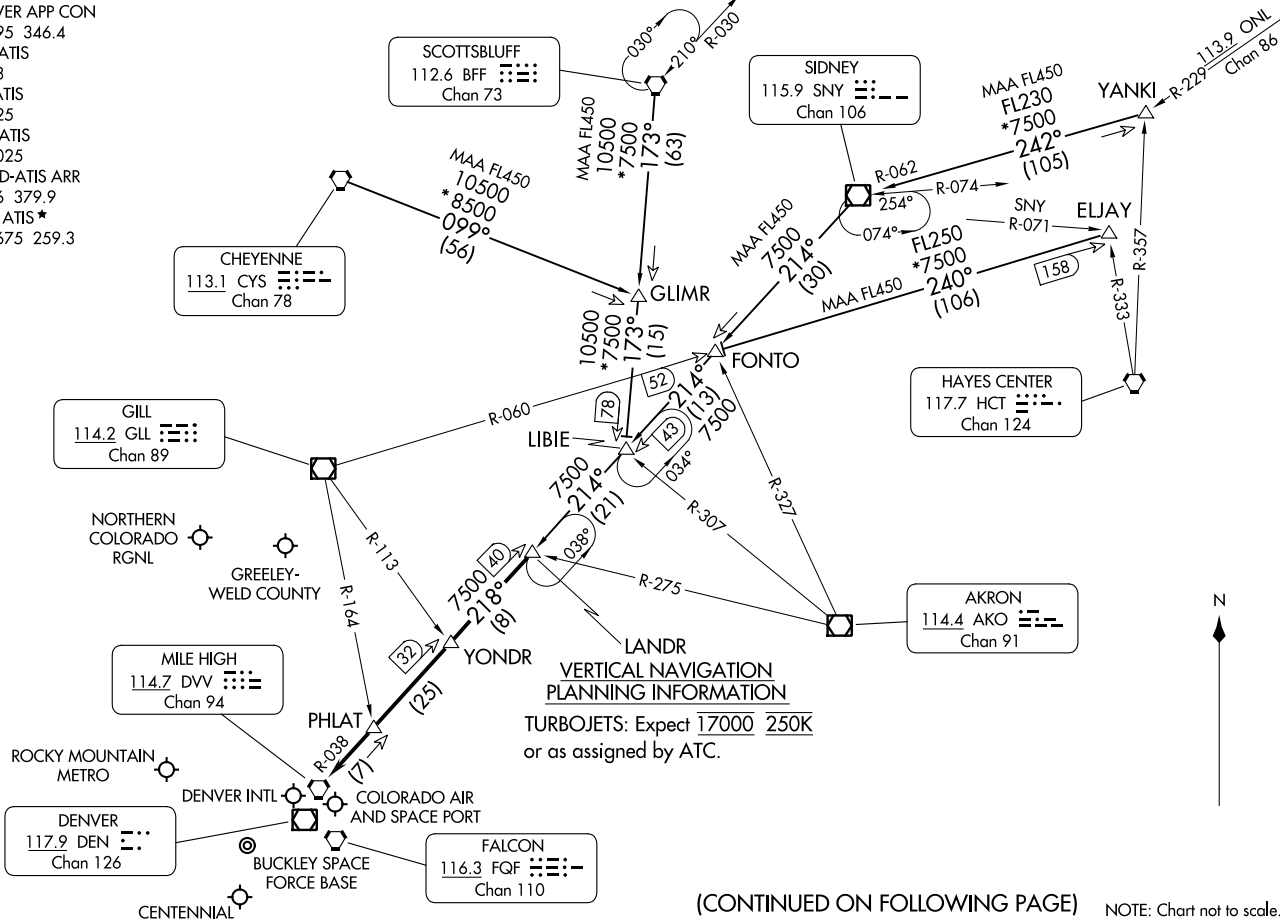 VER APP CON
95 346.4
ATIS
3
ATIS
25
ATIS
025
D-ATIS ARR
5 379.9
ATIS★
675 259.3
SCOTTSBLUFF
112.6 BFF
Chan 73
030°
210°
R-030
SIDNEY
115.9 SNY
Chan 106
113.9 ONL
Chan 86
R-229
YANKI
MAA FL450
FL230
*7500
242°
(105)
R-062
R-074
254°
074°
SNY
R-071
ELJAY
R-357
MAA FL450
10500
*7500
173°
(63)
MAA FL450
10500
*8500
099°
(56)
CHEYENNE
113.1 CYS
Chan 78
GLIMR
MAA FL450
7500
214°
(30)
FL250
*7500
240°
(106)
MAA FL450
158
R-333
10500
*7500
173°
(15)
FONTO
HAYES CENTER
117.7 HCT
Chan 124
52
78
214°
(13)
7500
43
034°
R-060
GILL
114.2 GLL
Chan 89
LIBIE
7500
214°
(21)
R-327
R-307
NORTHERN
COLORADO
RGNL
GREELEY-
WELD COUNTY
R-113
R-164
40
038°
R-275
7500
218°
(8)
32
YONDR
AKRON
114.4 AKO
Chan 91
N
LANDR
VERTICAL NAVIGATION
PLANNING INFORMATION
TURBOJETS: Expect 17000 250K
or as assigned by ATC.
MILE HIGH
114.7 DVV
Chan 94
(25)
PHLAT
R-038
(7)
ROCKY MOUNTAIN
METRO
DENVER INTL
COLORADO AIR
AND SPACE PORT
DENVER
117.9 DEN
Chan 126
BUCKLEY SPACE
FORCE BASE
FALCON
116.3 FQF
Chan 110
CENTENNIAL
(CONTINUED ON FOLLOWING PAGE)
NOTE: Chart not to scale.